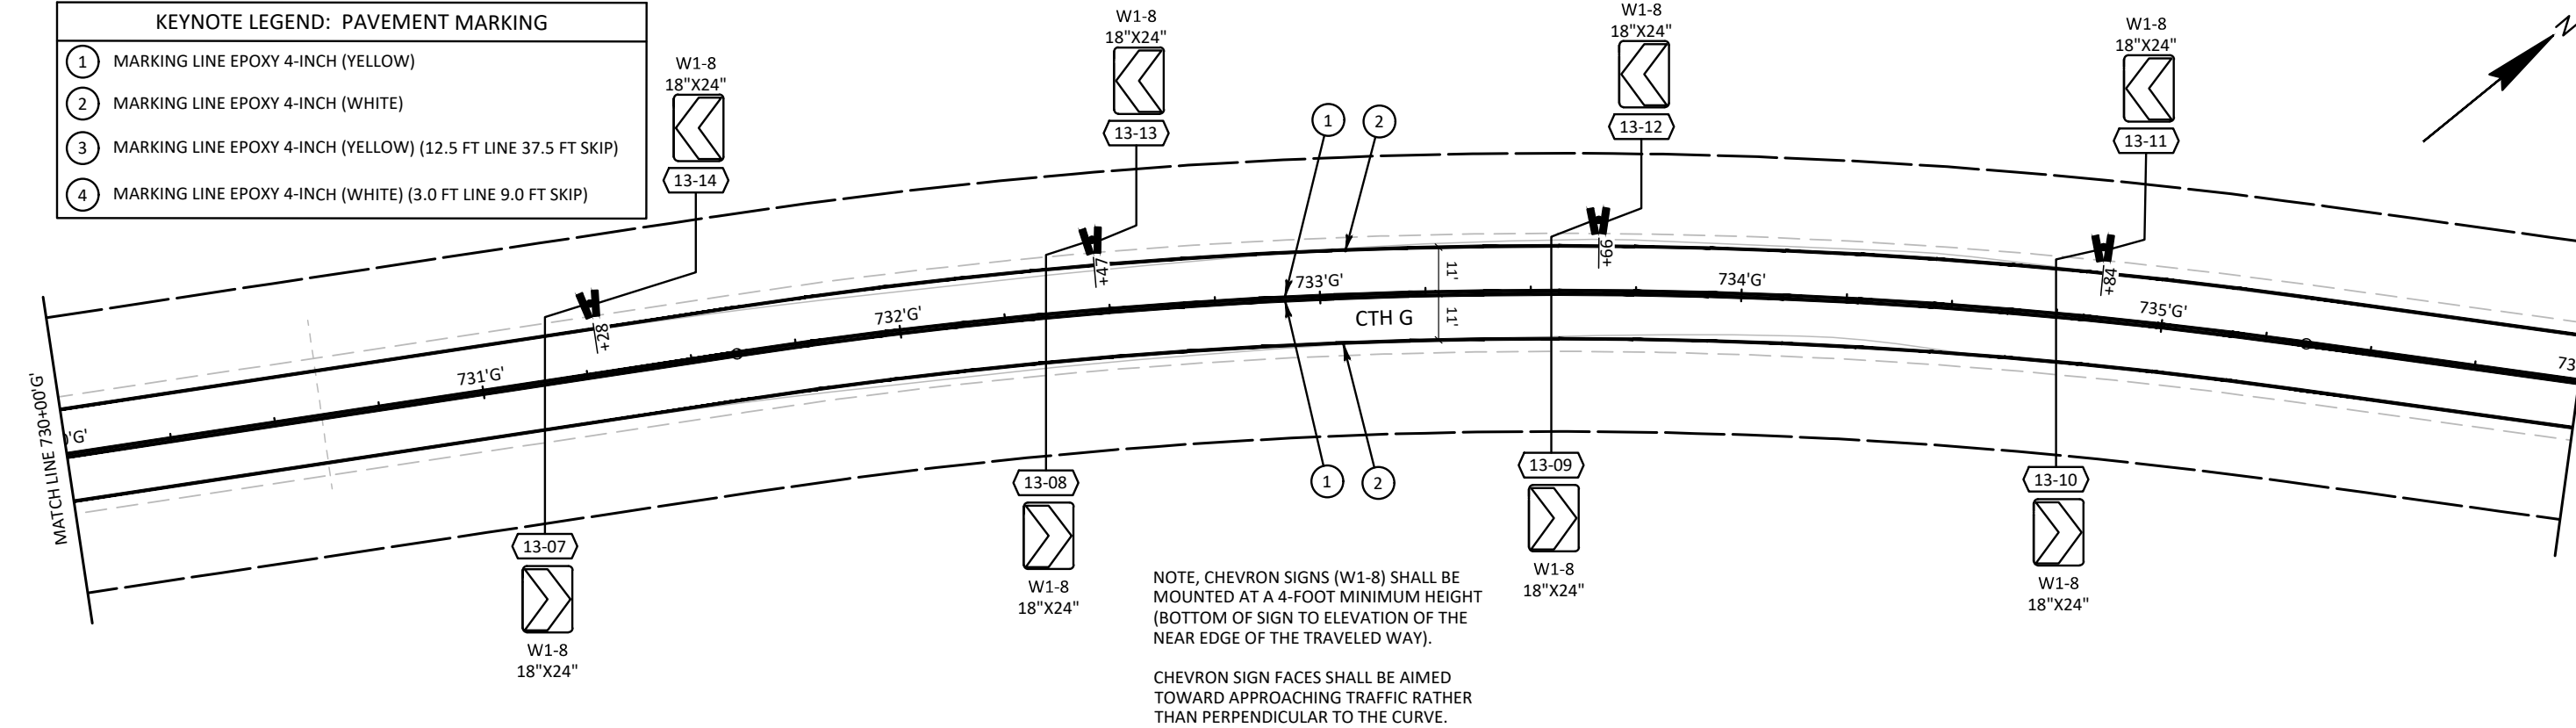 KEYNOTE LEGEND: PAVEMENT MARKING
1 MARKING LINE EPOXY 4-INCH (YELLOW)
2 MARKING LINE EPOXY 4-INCH (WHITE)
3 MARKING LINE EPOXY 4-INCH (YELLOW) (12.5 FT LINE 37.5 FT SKIP)
4 MARKING LINE EPOXY 4-INCH (WHITE) (3.0 FT LINE 9.0 FT SKIP)
W1-8
18"X24"
13-14
W1-8
18"X24"
13-13
W1-8
18"X24"
13-12
W1-8
18"X24"
13-11
N
1
2
+28
+47
+66
+84
MATCH LINE 730+00'G'
)'G'
731'G'
732'G'
733'G'
734'G'
735'G'
73
11'
11'
CTH G
1
2
13-07
W1-8
18"X24"
13-08
W1-8
18"X24"
13-09
W1-8
18"X24"
13-10
W1-8
18"X24"
NOTE, CHEVRON SIGNS (W1-8) SHALL BE
MOUNTED AT A 4-FOOT MINIMUM HEIGHT
(BOTTOM OF SIGN TO ELEVATION OF THE
NEAR EDGE OF THE TRAVELED WAY).
CHEVRON SIGN FACES SHALL BE AIMED
TOWARD APPROACHING TRAFFIC RATHER
THAN PERPENDICULAR TO THE CURVE.